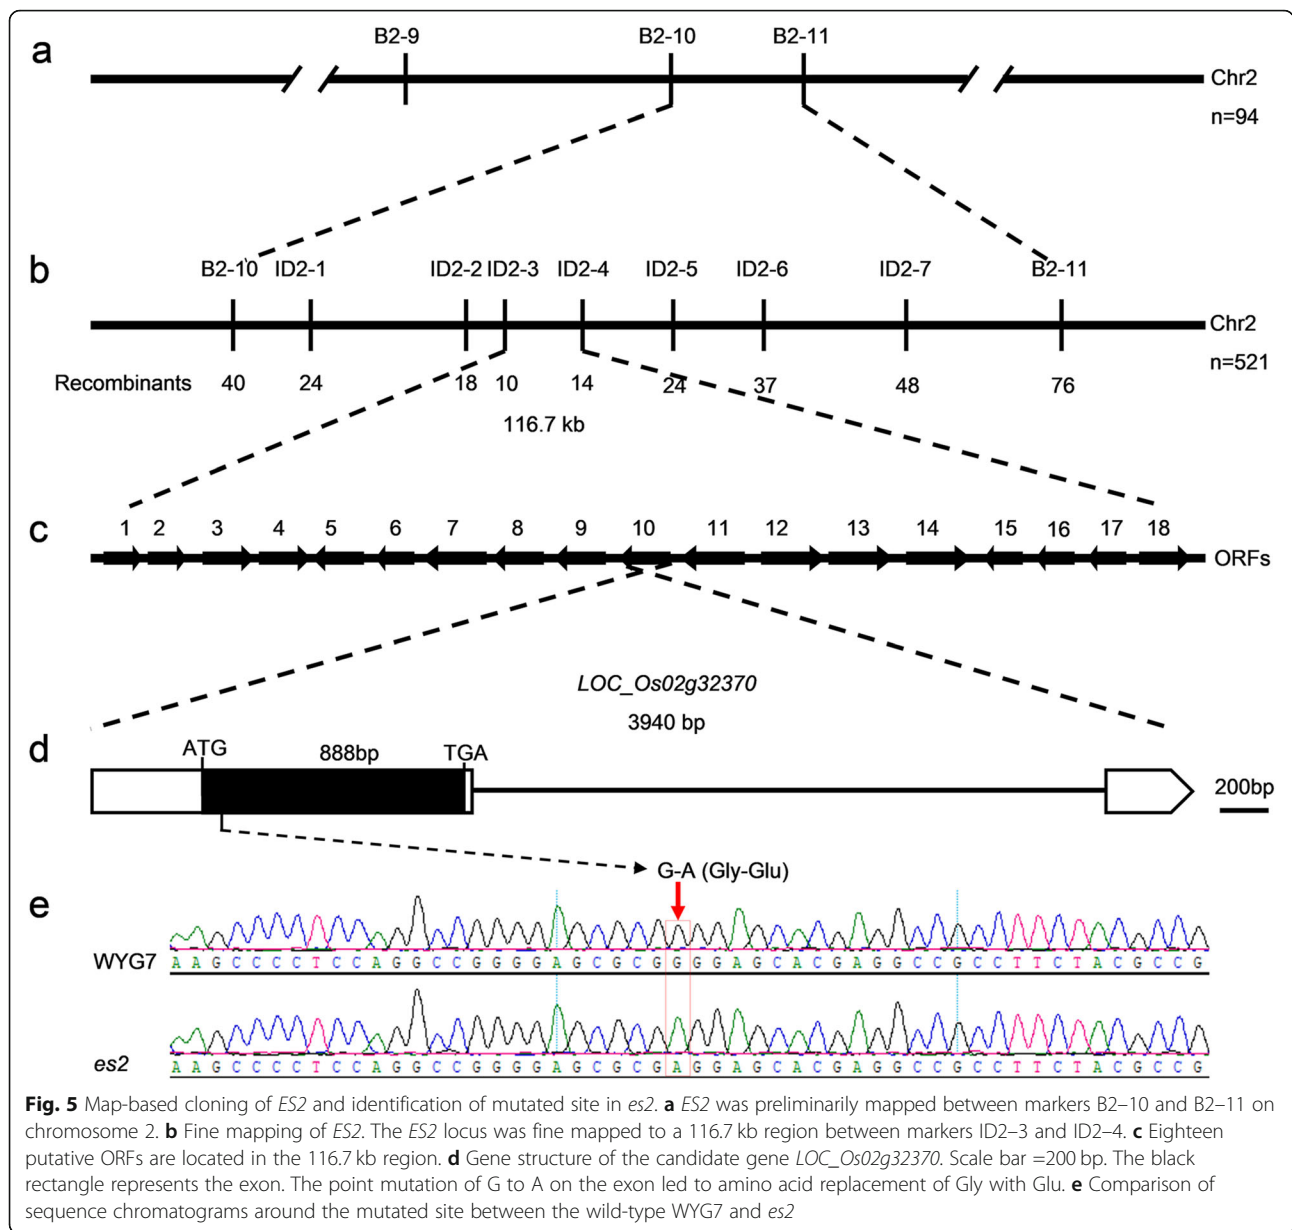 a
B2-9 B2-10 B2-11
Chr2
n=94
b
B2-10 ID2-1 ID2-2 ID2-3 ID2-4 ID2-5 ID2-6 ID2-7 B2-11
Chr2
n=521
Recombinants 40 24 18 10 14 24 37 48 76
116.7 kb
c
1 2 3 4 5 6 7 8 9 10 11 12 13 14 15 16 17 18
ORFs
LOC_Os02g32370
3940 bp
d
ATG 888bp TGA
200bp
G-A (Gly-Glu)
e
WYG7 A A G C C C C T C C A G G C C G G G G A G C G C G G G G A G C A C G A G G C C G C C T T C T A C G C C G
es2 A A G C C C C T C C A G G C C G G G G A G C G C G A G G A G C A C G A G G C C G C C T T C T A C G C C G
Fig. 5 Map-based cloning of ES2 and identification of mutated site in es2. a ES2 was preliminarily mapped between markers B2–10 and B2–11 on
chromosome 2. b Fine mapping of ES2. The ES2 locus was fine mapped to a 116.7 kb region between markers ID2–3 and ID2–4. c Eighteen
putative ORFs are located in the 116.7 kb region. d Gene structure of the candidate gene LOC_Os02g32370. Scale bar =200 bp. The black
rectangle represents the exon. The point mutation of G to A on the exon led to amino acid replacement of Gly with Glu. e Comparison of
sequence chromatograms around the mutated site between the wild-type WYG7 and es2